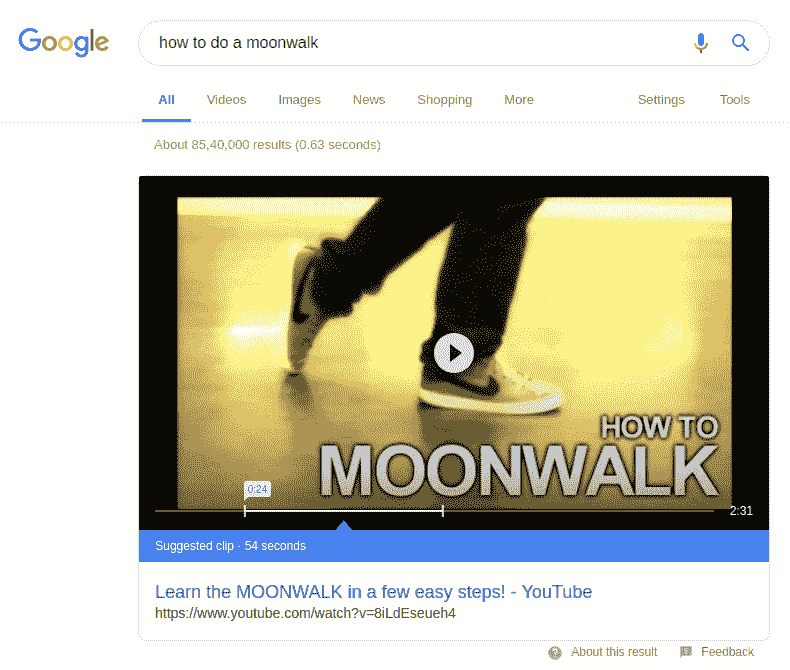 Google
how to do a moonwalk
All Videos Images News Shopping More Settings Tools
About 85,40,000 results (0.63 seconds)
HOW TO
MOONWALK
0:24
2:31
Suggested clip · 54 seconds
Learn the MOONWALK in a few easy steps! - YouTube
https://www.youtube.com/watch?v=8iLdEseueh4
About this result Feedback